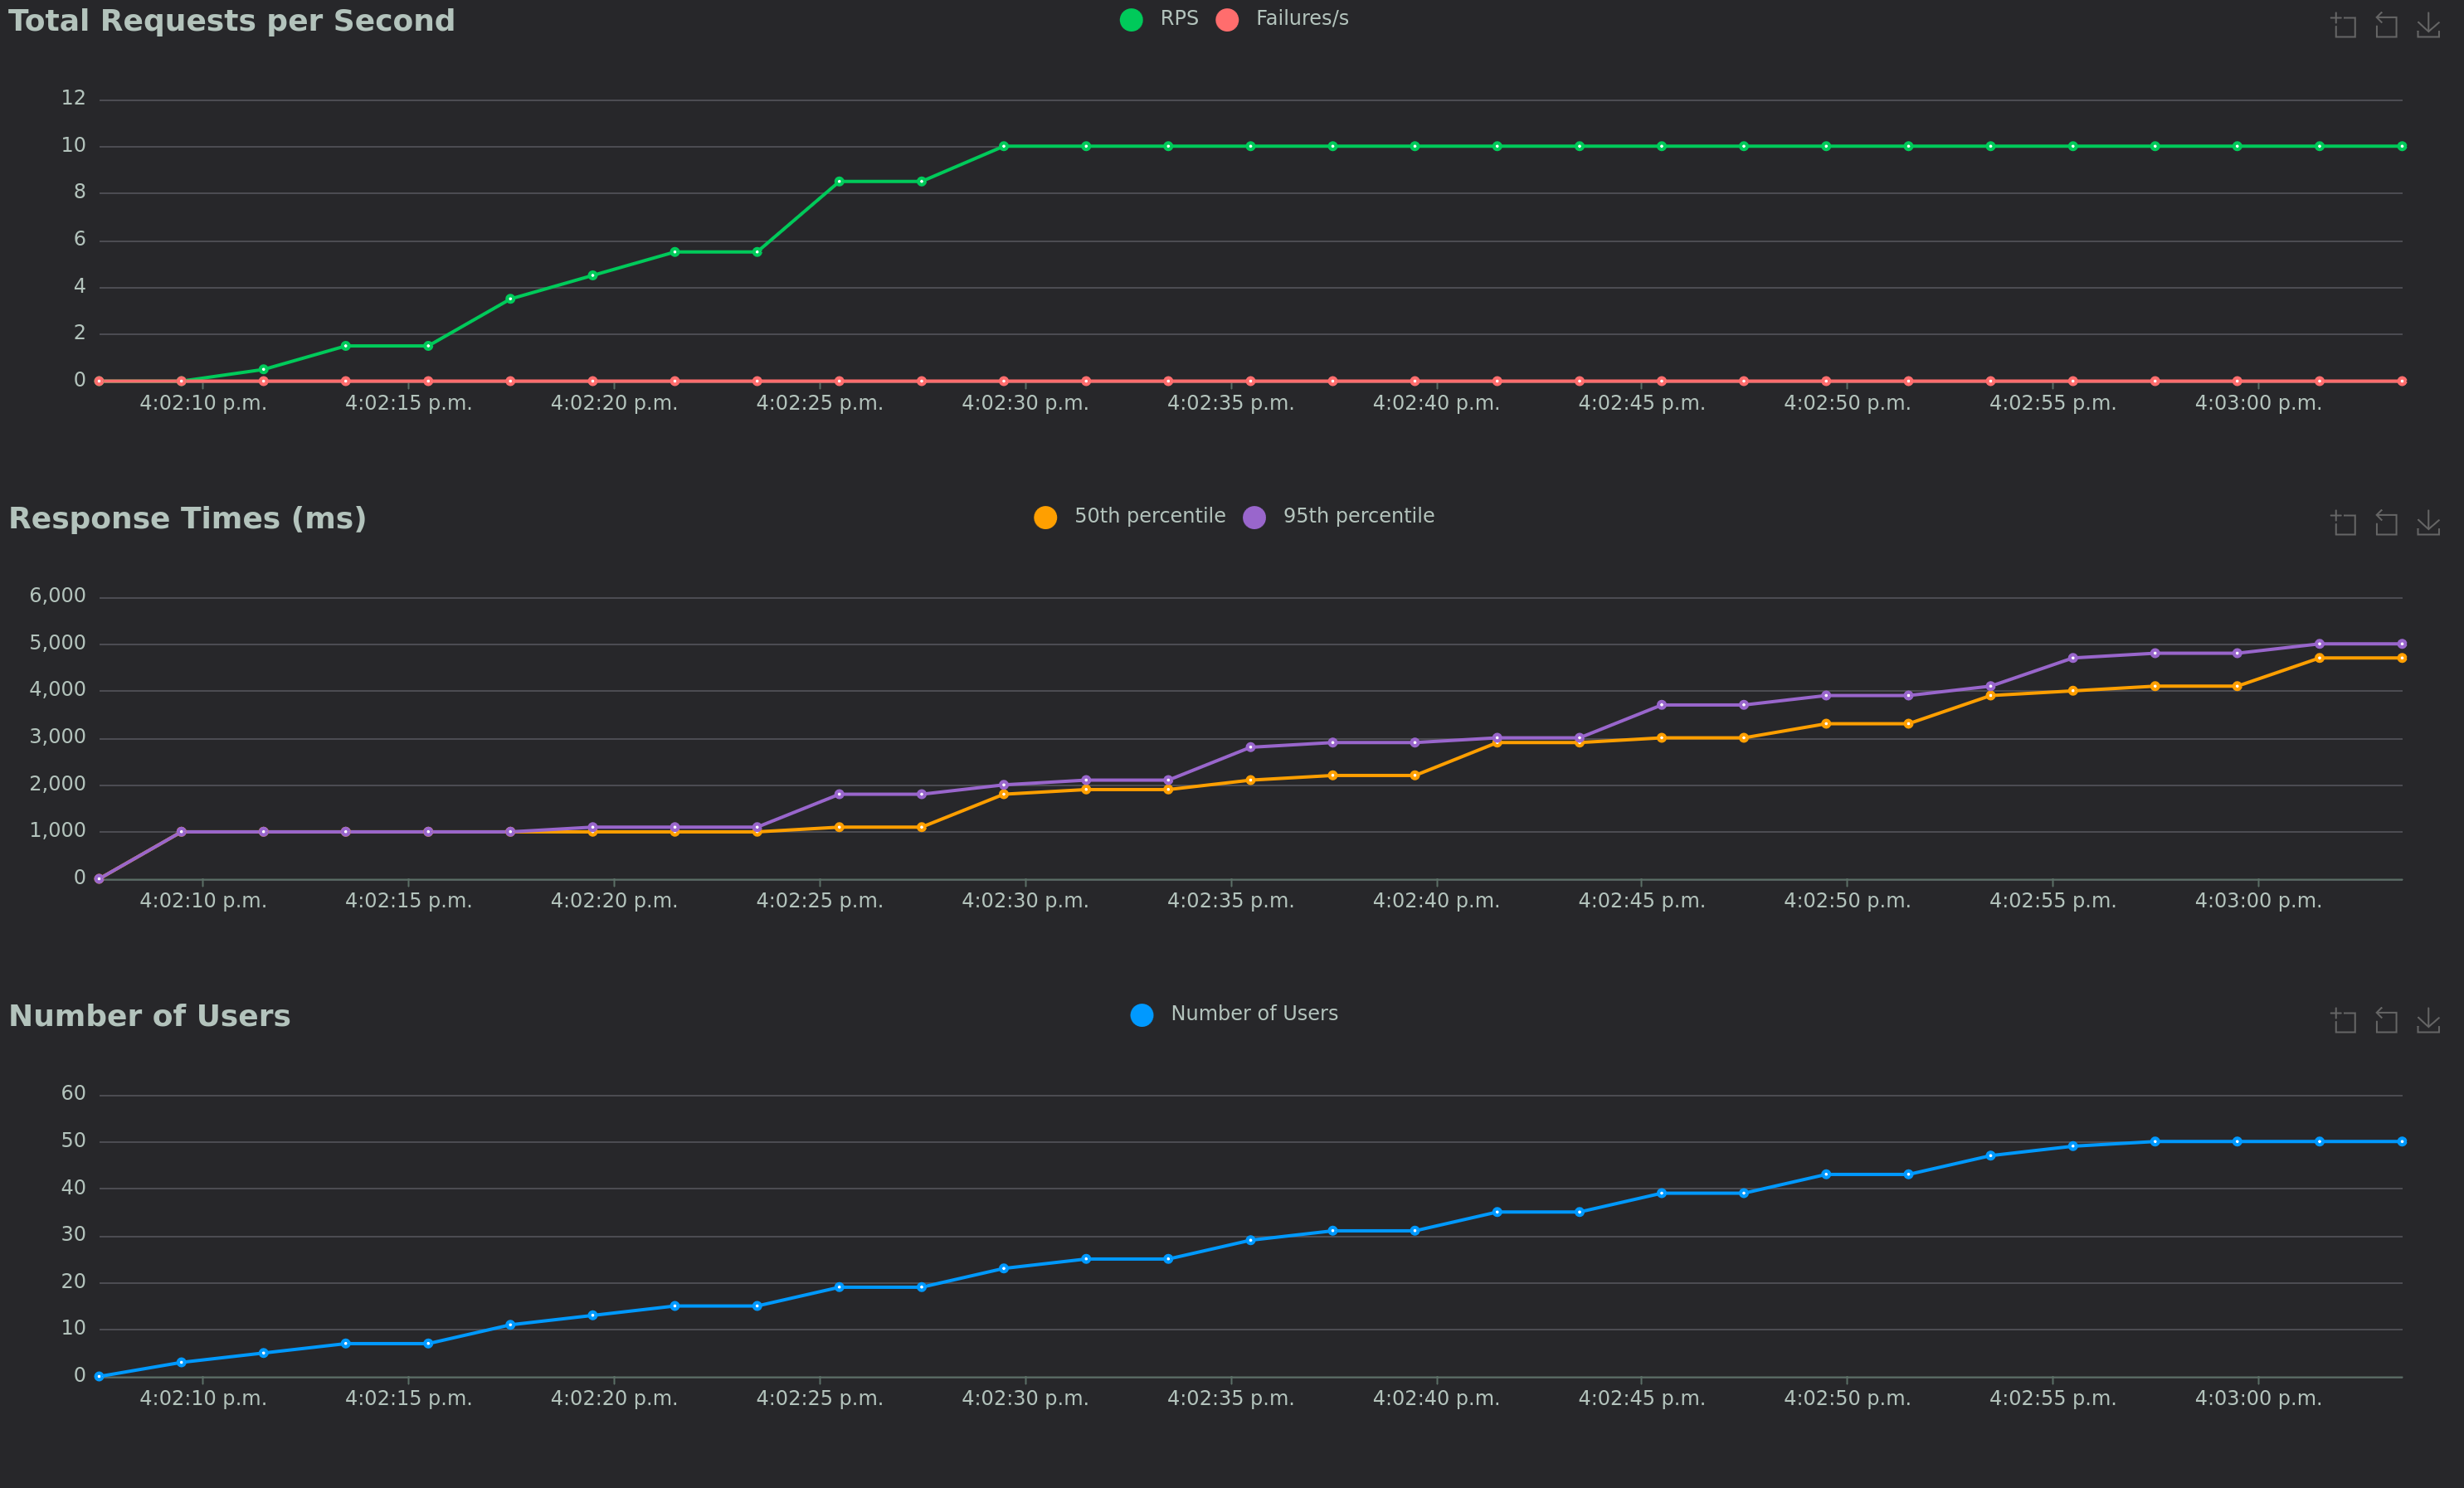 Total Requests per Second
RPS Failures/s
12
10
8
6
4
2
0
4:02:10 p.m. 4:02:15 p.m. 4:02:20 p.m. 4:02:25 p.m. 4:02:30 p.m. 4:02:35 p.m. 4:02:40 p.m. 4:02:45 p.m. 4:02:50 p.m. 4:02:55 p.m. 4:03:00 p.m.
Response Times (ms)
50th percentile 95th percentile
6,000
5,000
4,000
3,000
2,000
1,000
0
4:02:10 p.m. 4:02:15 p.m. 4:02:20 p.m. 4:02:25 p.m. 4:02:30 p.m. 4:02:35 p.m. 4:02:40 p.m. 4:02:45 p.m. 4:02:50 p.m. 4:02:55 p.m. 4:03:00 p.m.
Number of Users
Number of Users
60
50
40
30
20
10
0
4:02:10 p.m. 4:02:15 p.m. 4:02:20 p.m. 4:02:25 p.m. 4:02:30 p.m. 4:02:35 p.m. 4:02:40 p.m. 4:02:45 p.m. 4:02:50 p.m. 4:02:55 p.m. 4:03:00 p.m.